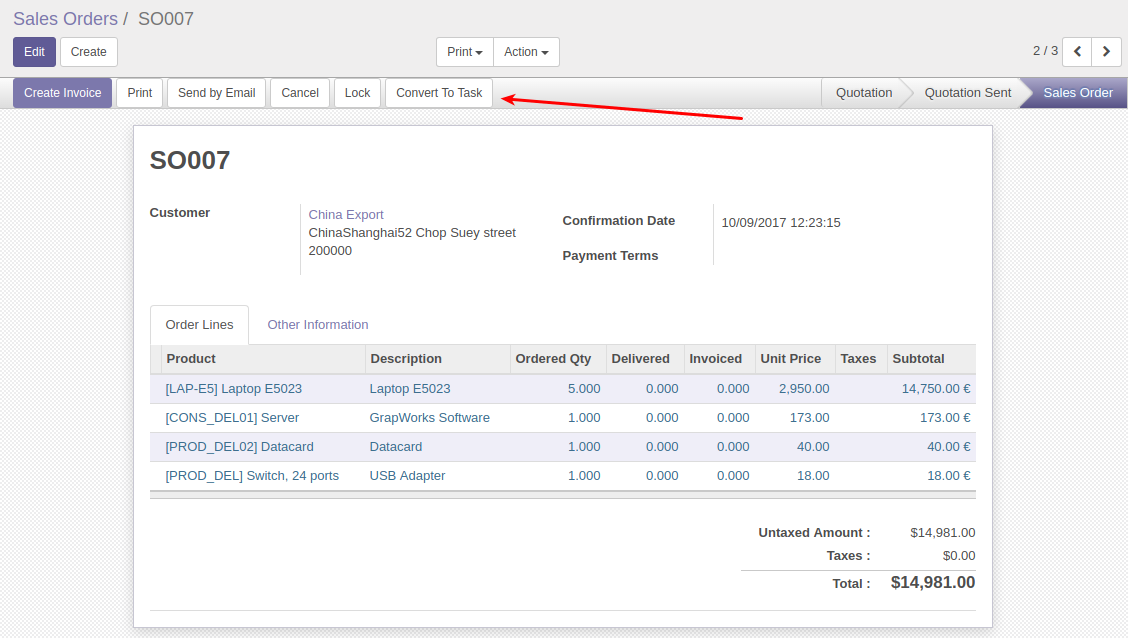 Sales Orders / SO007
Edit Create Print Action 2 / 3
Create Invoice Print Send by Email Cancel Lock Convert To Task Quotation Quotation Sent Sales Order
SO007
Customer
China Export
ChinaShanghai52 Chop Suey street
200000
Confirmation Date 10/09/2017 12:23:15
Payment Terms
Order Lines Other Information
Product Description Ordered Qty Delivered Invoiced Unit Price Taxes Subtotal
[LAP-E5] Laptop E5023 Laptop E5023 5.000 0.000 0.000 2,950.00 14,750.00 €
[CONS_DEL01] Server GrapWorks Software 1.000 0.000 0.000 173.00 173.00 €
[PROD_DEL02] Datacard Datacard 1.000 0.000 0.000 40.00 40.00 €
[PROD_DEL] Switch, 24 ports USB Adapter 1.000 0.000 0.000 18.00 18.00 €
Untaxed Amount : $14,981.00
Taxes : $0.00
Total : $14,981.00